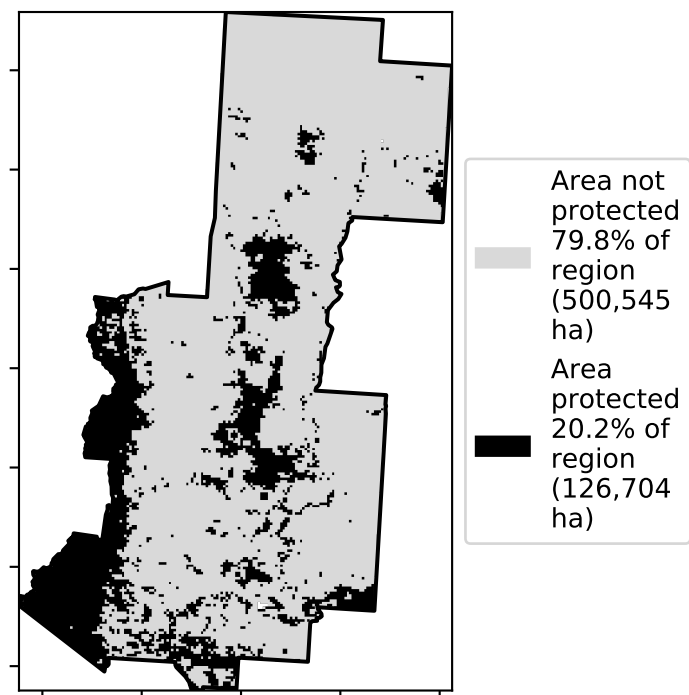 Area not
protected
79.8% of
region
(500,545
ha)
Area
protected
20.2% of
region
(126,704
ha)